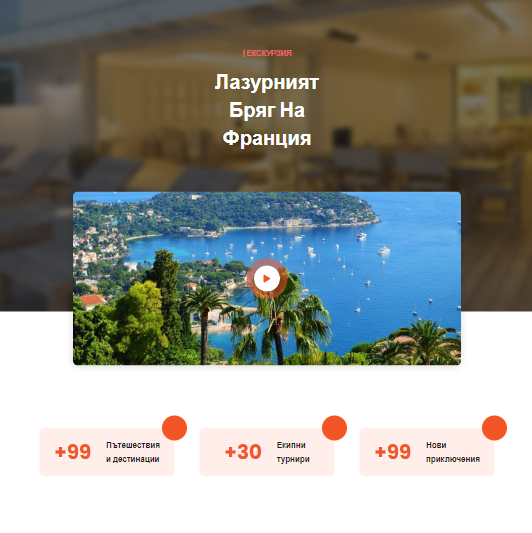 | ЕКСКУРЗИЯ
Лазурният
Бряг На
Франция
+99
Пътешествия
и дестинации
+30
Екипни
турнири
+99
Нови
приключения